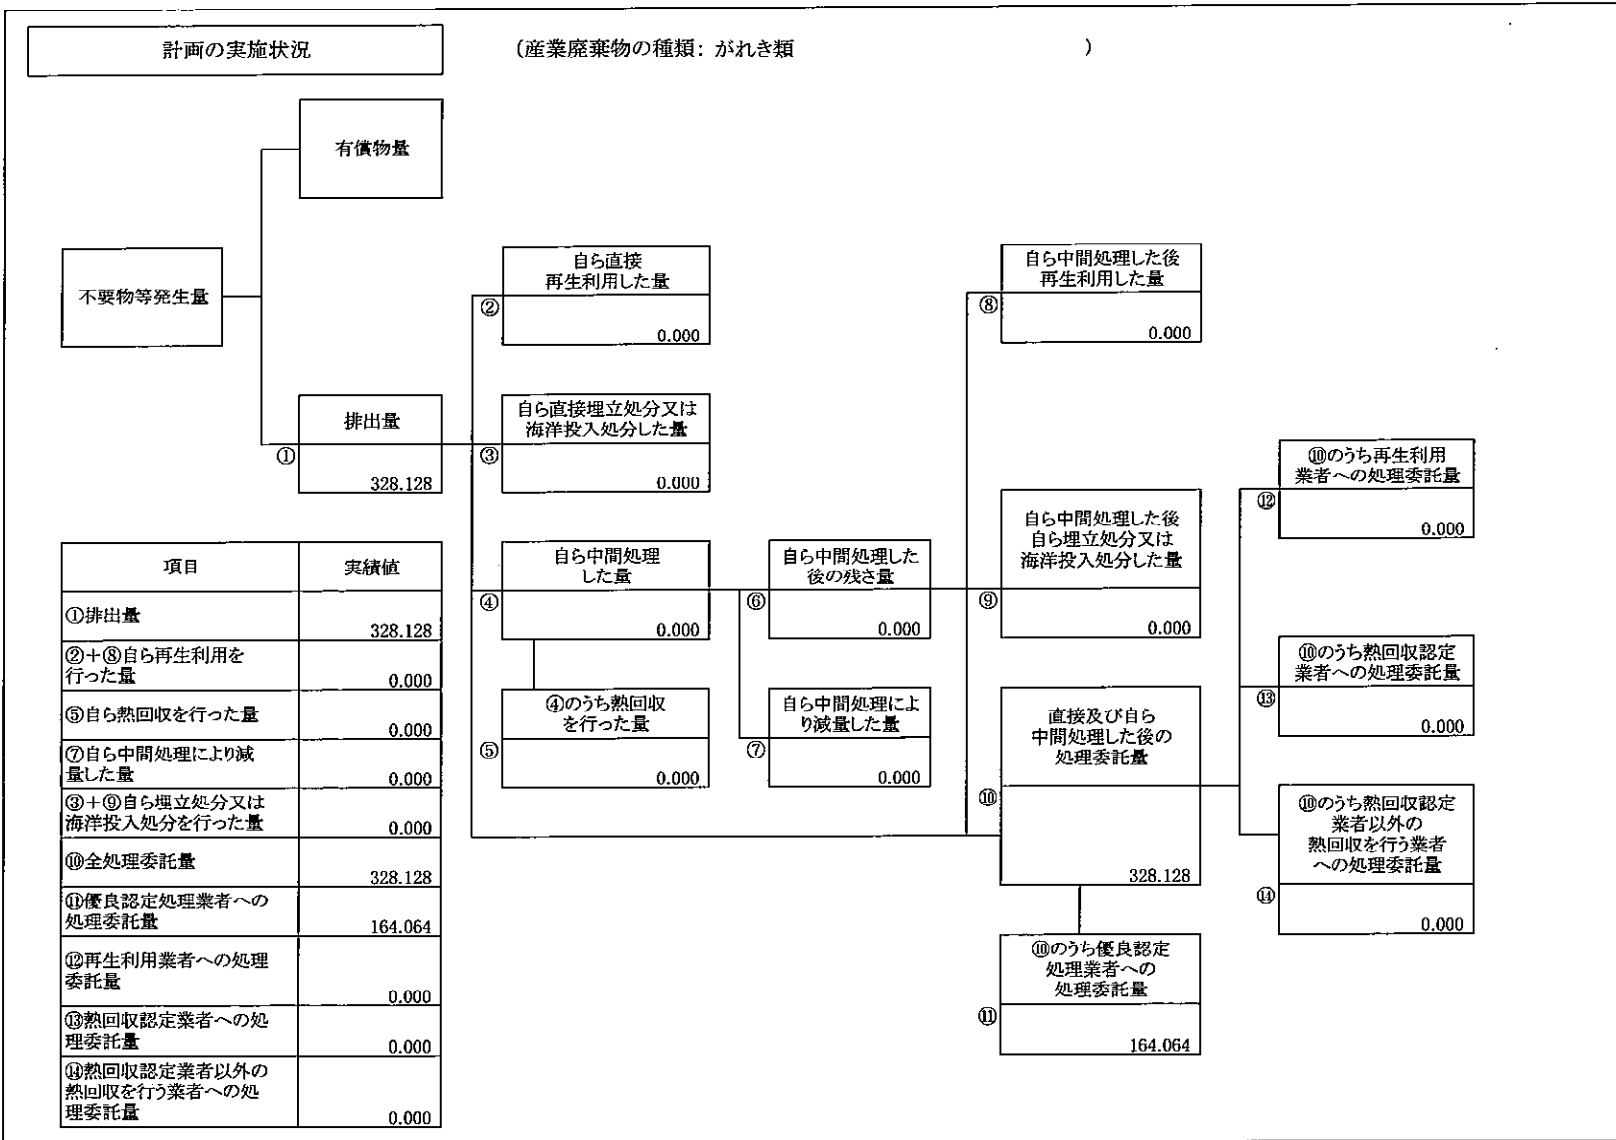 計画の実施状況
(産業廃棄物の種類: がれき類 )
有償物量
不要物等発生量
自ら直接
再生利用した量
②
0.000
自ら中間処理した後
再生利用した量
⑧
0.000
排出量
①
328.128
自ら直接埋立処分又は
海洋投入処分した量
③
0.000
⑩のうち再生利用
業者への処理委託量
⑫
0.000
自ら中間処理
した量
④
0.000
自ら中間処理した
後の残さ量
⑥
0.000
自ら中間処理した後
自ら埋立処分又は
海洋投入処分した量
⑨
0.000
⑩のうち熱回収認定
業者への処理委託量
⑬
0.000
④のうち熱回収
を行った量
⑤
0.000
自ら中間処理によ
り減量した量
⑦
0.000
直接及び自ら
中間処理した後の
処理委託量
⑩
328.128
⑩のうち熱回収認定
業者以外の
熱回収を行う業者
への処理委託量
⑭
0.000
⑩のうち優良認定
処理業者への
処理委託量
⑪
164.064
項目 実績値
①排出量
328.128
②+⑧自ら再生利用を
行った量 0.000
⑤自ら熱回収を行った量
0.000
⑦自ら中間処理により減
量した量 0.000
③+⑨自ら埋立処分又は
海洋投入処分を行った量 0.000
⑩全処理委託量
328.128
⑪優良認定処理業者への
処理委託量 164.064
⑫再生利用業者への処理
委託量
0.000
⑬熱回収認定業者への処
理委託量 0.000
⑭熱回収認定業者以外の
熱回収を行う業者への処
理委託量 0.000